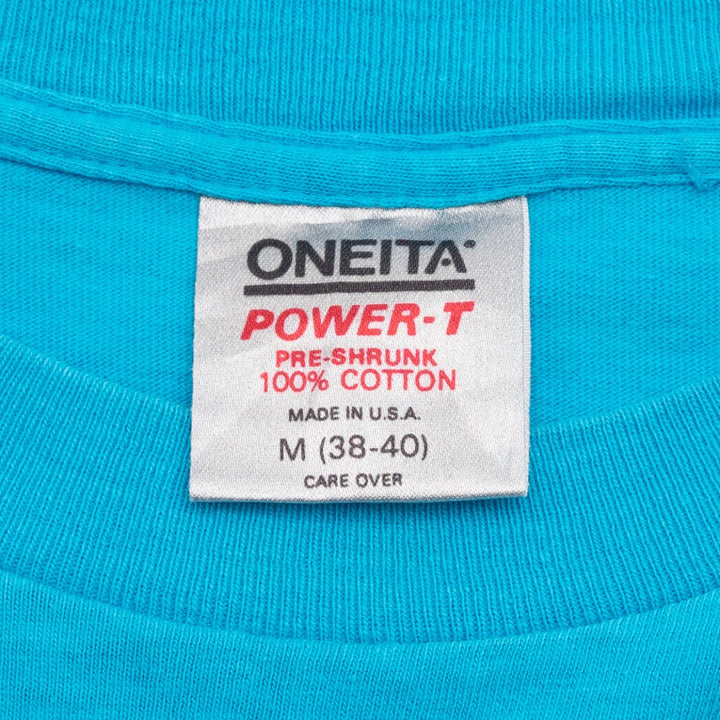 ONEITA®
POWER-T
PRE-SHRUNK
100% COTTON
MADE IN U.S.A.
M (38-40)
CARE OVER